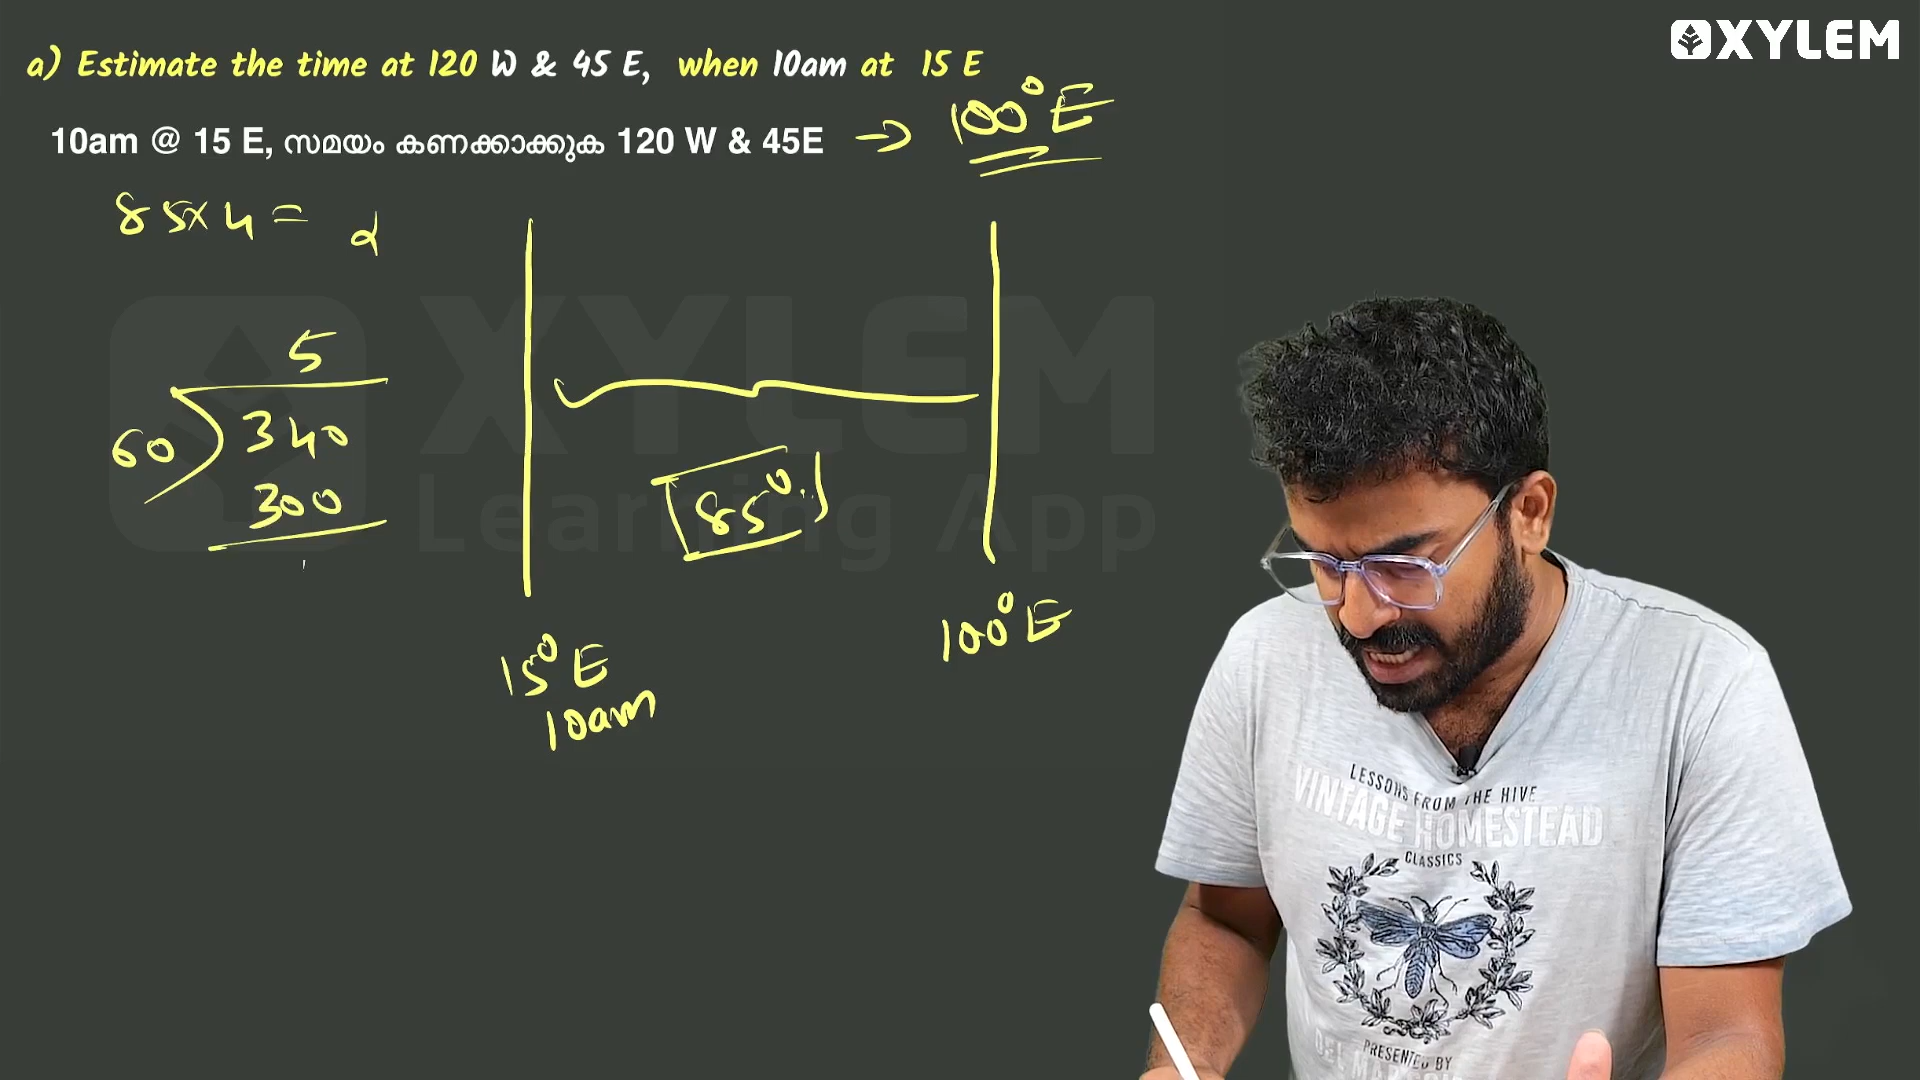 XYLEM
a) Estimate the time at 120 W & 45 E, when 10am at 15 E
10am @ 15 E, സമയം കണക്കാക്കുക 120 W & 45E → 100° E
85 x 4 =
5
60 340
300
85°
15° E
10am
100° E
XYLEM
Learning App
LESSONS FROM THE HIVE
VINTAGE HOMESTEAD
CLASSICS
PRESENTED BY